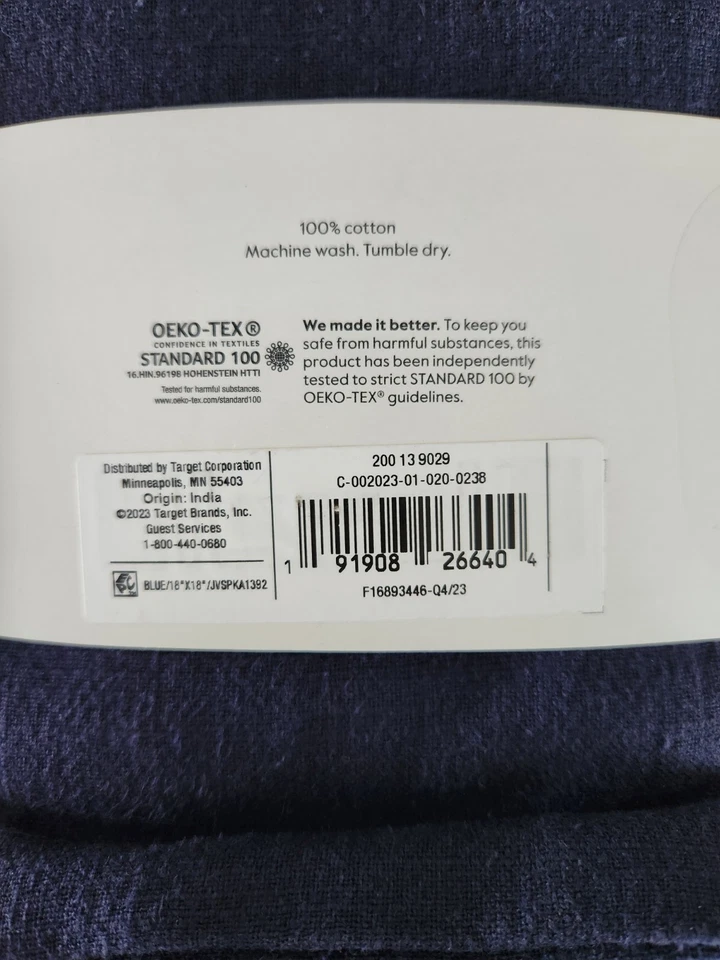 100% cotton
Machine wash. Tumble dry.
OEKO-TEX®
CONFIDENCE IN TEXTILES
STANDARD 100
16.HIN.96198 HOHENSTEIN HTTI
Tested for harmful substances.
www.oeko-tex.com/standard100
We made it better. To keep you
safe from harmful substances, this
product has been independently
tested to strict STANDARD 100 by
OEKO-TEX® guidelines.
Distributed by Target Corporation
Minneapolis, MN 55403
Origin: India
©2023 Target Brands, Inc.
Guest Services
1-800-440-0680
BLUE/18"X18"/JVSPKA1392
200 13 9029
C-002023-01-020-0238
1 91908 26640 4
F16893446-Q4/23